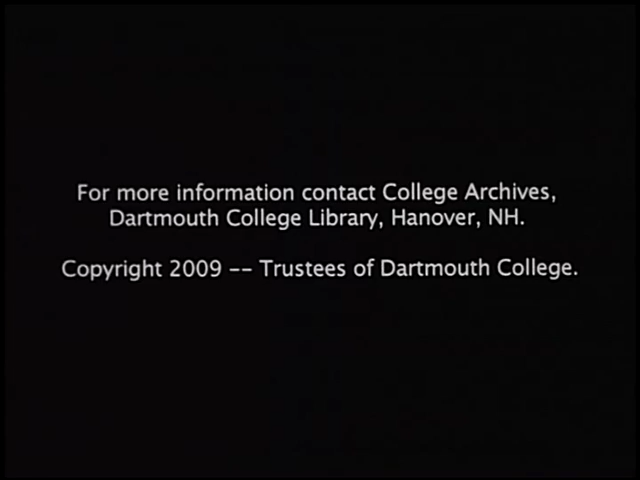 For more information contact College Archives,
Dartmouth College Library, Hanover, NH.
Copyright 2009 -- Trustees of Dartmouth College.